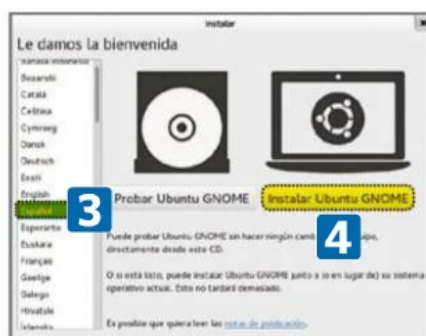 Instalar
Le damos la bienvenida
Bahasa Indonesia
Bosanski
Català
Čeština
Cymraeg
Dansk
Deutsch
Eesti
English
Español
Esperanto
Euskara
Français
Gaeilge
Galego
Hrvatski
Íslenska
3
Probar Ubuntu GNOME
Instalar Ubuntu GNOME
4
Puede probar Ubuntu GNOME sin hacer ningún
directamente desde este CD.
O si está listo, puede instalar Ubuntu GNOME junto a (o en lugar de) su sistema
operativo actual. Esto no tardará demasiado.
Es posible que quiera leer las notas de publicación.